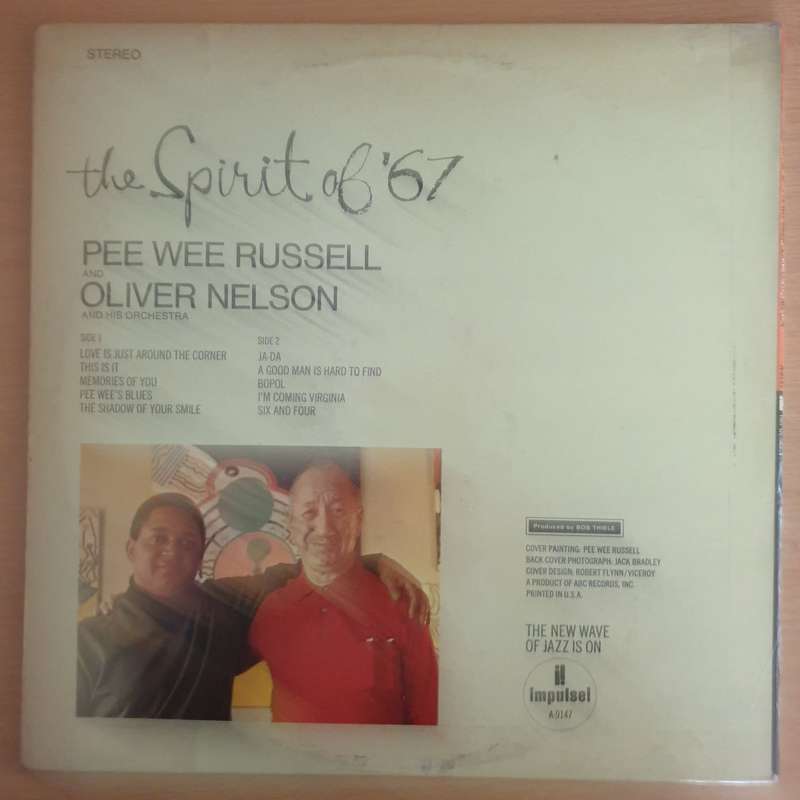 STEREO
the Spirit of '67
PEE WEE RUSSELL
AND
OLIVER NELSON
AND HIS ORCHESTRA
SIDE 1
LOVE IS JUST AROUND THE CORNER
THIS IS IT
MEMORIES OF YOU
PEE WEE'S BLUES
THE SHADOW OF YOUR SMILE
SIDE 2
JA-DA
A GOOD MAN IS HARD TO FIND
BOPOL
I'M COMING VIRGINIA
SIX AND FOUR
Produced by BOB THIELE
COVER PAINTING: PEE WEE RUSSELL
BACK COVER PHOTOGRAPH: JACK BRADLEY
COVER DESIGN: ROBERT FLYNN/VICEROY
A PRODUCT OF ABC RECORDS, INC.
PRINTED IN U.S.A.
THE NEW WAVE
OF JAZZ IS ON
impulse!
A-9147